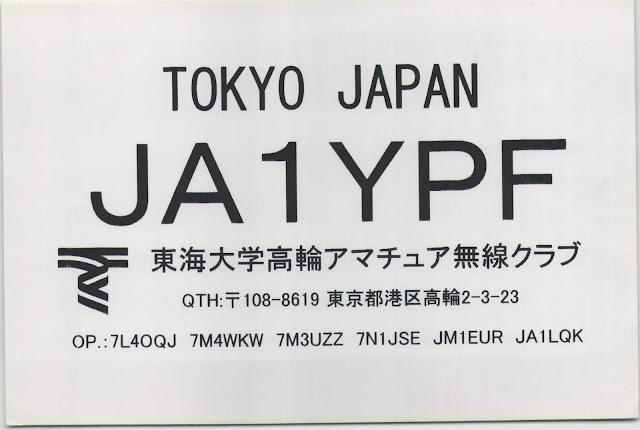 TOKYO JAPAN
JA1YPF
東海大学高輪アマチュア無線クラブ
QTH:〒108-8619 東京都港区高輪2-3-23
OP.:7L4OQJ 7M4WKW 7M3UZZ 7N1JSE JM1EUR JA1LQK